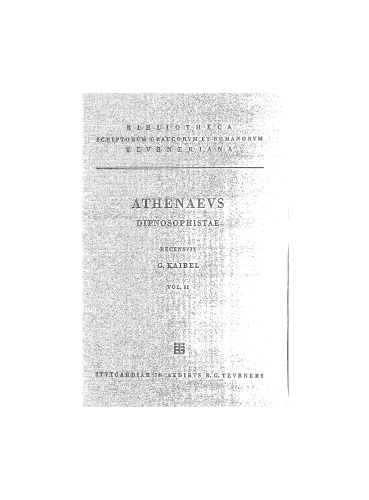 BIBLIOTHECA
SCRIPTORVM GRAECORVM ET ROMANORVM
TEVBNERIANA
ATHENAEVS
DIPNOSOPHISTAE
RECENSVIT
G. KAIBEL
VOL. II
STVTGARDIAE IN AEDIBVS B. G. TEVBNERI